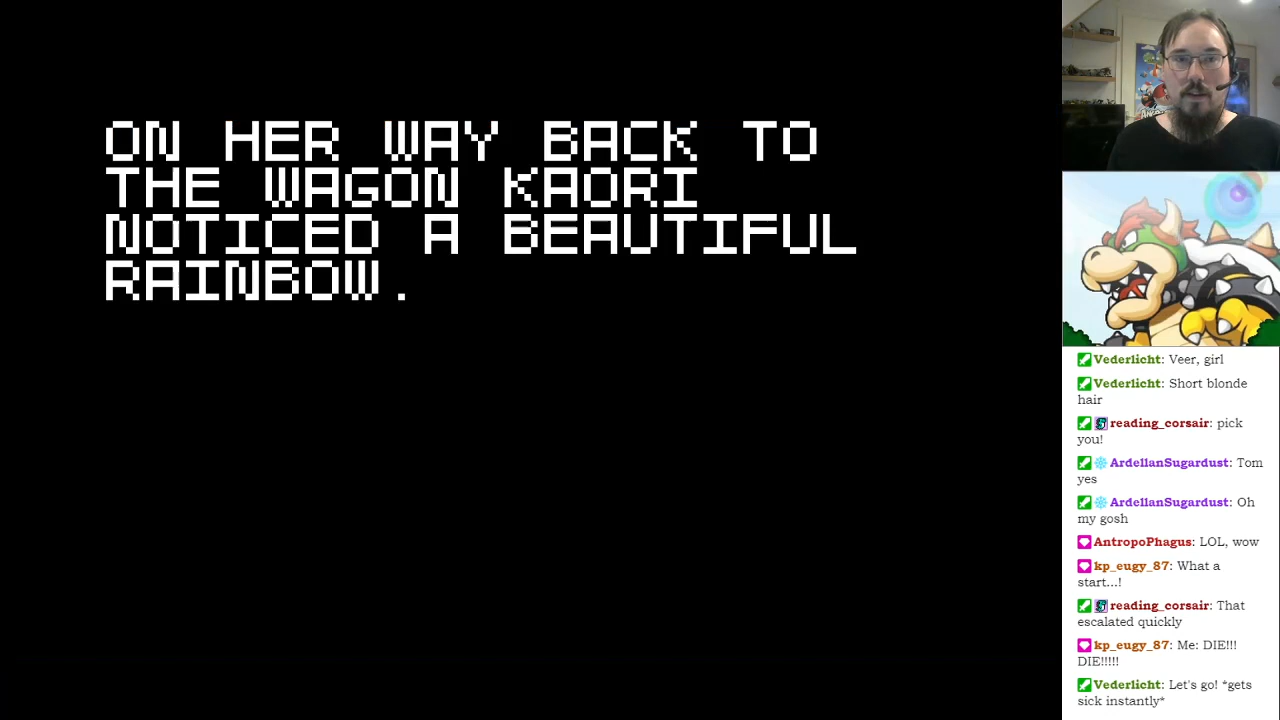 ON HER WAY BACK TO
THE WAGON KAORI
NOTICED A BEAUTIFUL
RAINBOW.
Vederlicht: Veer, girl
Vederlicht: Short blonde
hair
reading_corsair: pick
you!
ArdellanSugardust: Tom
yes
ArdellanSugardust: Oh
my gosh
AntropoPhagus: LOL, wow
kp_eugy_87: What a
start...!
reading_corsair: That
escalated quickly
kp_eugy_87: Me: DIE!!!
DIE!!!!!
Vederlicht: Let's go! *gets
sick instantly*